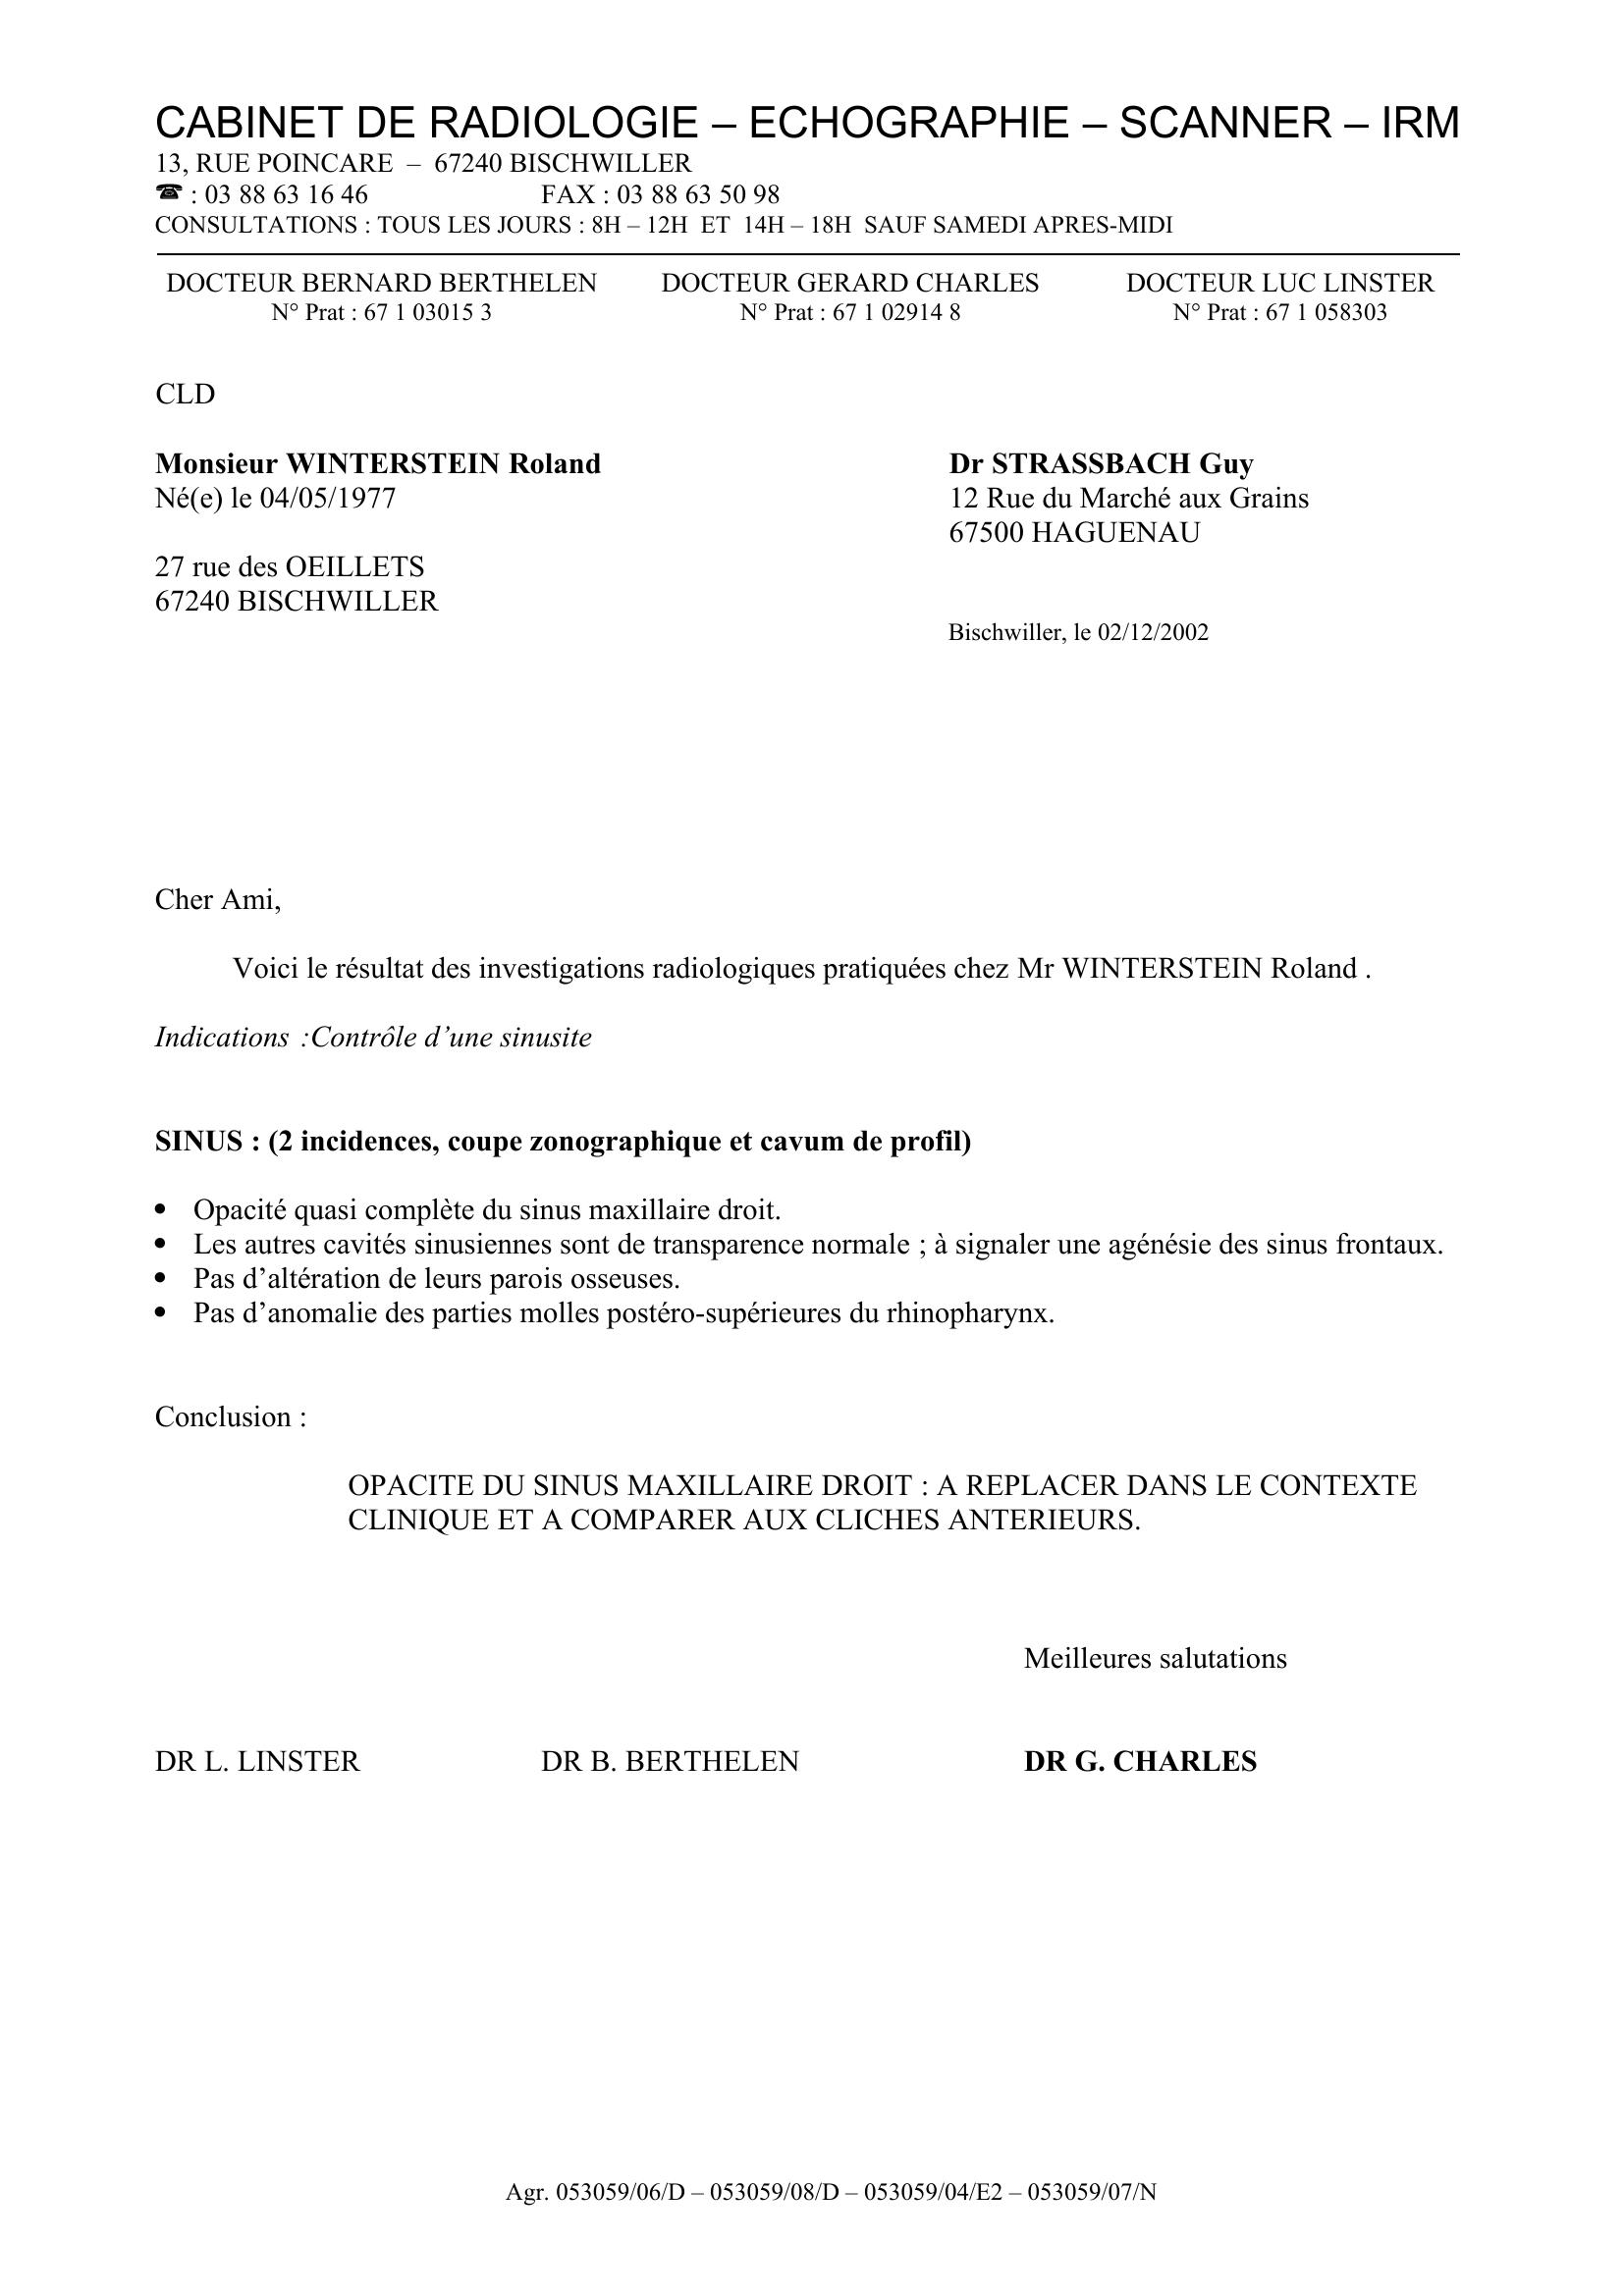 CABINET DE RADIOLOGIE – ECHOGRAPHIE – SCANNER – IRM
13, RUE POINCARE – 67240 BISCHWILLER
☎ : 03 88 63 16 46 FAX : 03 88 63 50 98
CONSULTATIONS : TOUS LES JOURS : 8H – 12H ET 14H – 18H SAUF SAMEDI APRES-MIDI
DOCTEUR BERNARD BERTHELEN DOCTEUR GERARD CHARLES DOCTEUR LUC LINSTER
N° Prat : 67 1 03015 3 N° Prat : 67 1 02914 8 N° Prat : 67 1 058303
CLD
Monsieur WINTERSTEIN Roland Dr STRASSBACH Guy
Né(e) le 04/05/1977 12 Rue du Marché aux Grains
67500 HAGUENAU
27 rue des OEILLETS
67240 BISCHWILLER
Bischwiller, le 02/12/2002
Cher Ami,
Voici le résultat des investigations radiologiques pratiquées chez Mr WINTERSTEIN Roland .
Indications :Contrôle d’une sinusite
SINUS : (2 incidences, coupe zonographique et cavum de profil)
• Opacité quasi complète du sinus maxillaire droit.
• Les autres cavités sinusiennes sont de transparence normale ; à signaler une agénésie des sinus frontaux.
• Pas d’altération de leurs parois osseuses.
• Pas d’anomalie des parties molles postéro-supérieures du rhinopharynx.
Conclusion :
OPACITE DU SINUS MAXILLAIRE DROIT : A REPLACER DANS LE CONTEXTE
CLINIQUE ET A COMPARER AUX CLICHES ANTERIEURS.
Meilleures salutations
DR L. LINSTER DR B. BERTHELEN DR G. CHARLES
Agr. 053059/06/D – 053059/08/D – 053059/04/E2 – 053059/07/N